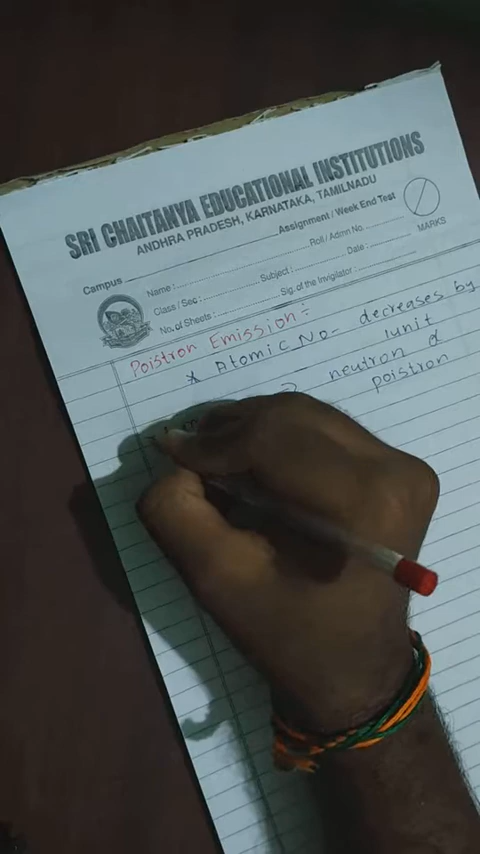 SRI CHAITANYA EDUCATIONAL INSTITUTIONS
ANDHRA PRADESH, KARNATAKA, TAMILNADU
Assignment / Week End Test
Campus
Name : Roll / Admn No.
MARKS
Class / Sec : Subject : Date :
No. of Sheets : Sig. of the Invigilator :
Poistron Emission :-
* Atomic No- decreases by
1unit
→ neutron &
poistron